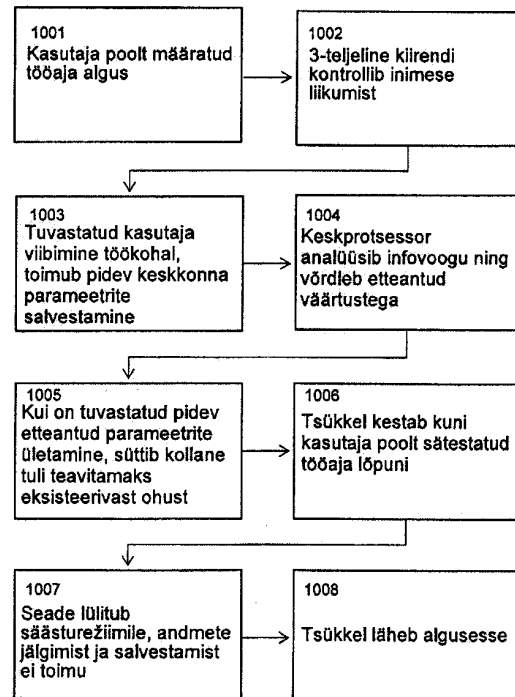 1001
Kasutaja poolt määratud
tööaja algus
1002
3-teljeline kiirendi
kontrollib inimese
liikumist
1003
Tuvastatud kasutaja
viibimine töökohal,
toimub pidev keskkonna
parameetrite
salvestamine
1004
Keskprotsessor
analüüsib infovoogu ning
võrdleb etteantud
väärtustega
1005
Kui on tuvastatud pidev
etteantud parameetrite
ületamine, süttib kollane
tuli teavitamaks
eksisteerivast ohust
1006
Tsükkel kestab kuni
kasutaja poolt sätestatud
tööaja lõpuni
1007
Seade lülitub
säästurežiimile, andmete
jälgimist ja salvestamist
ei toimu
1008
Tsükkel läheb algusesse